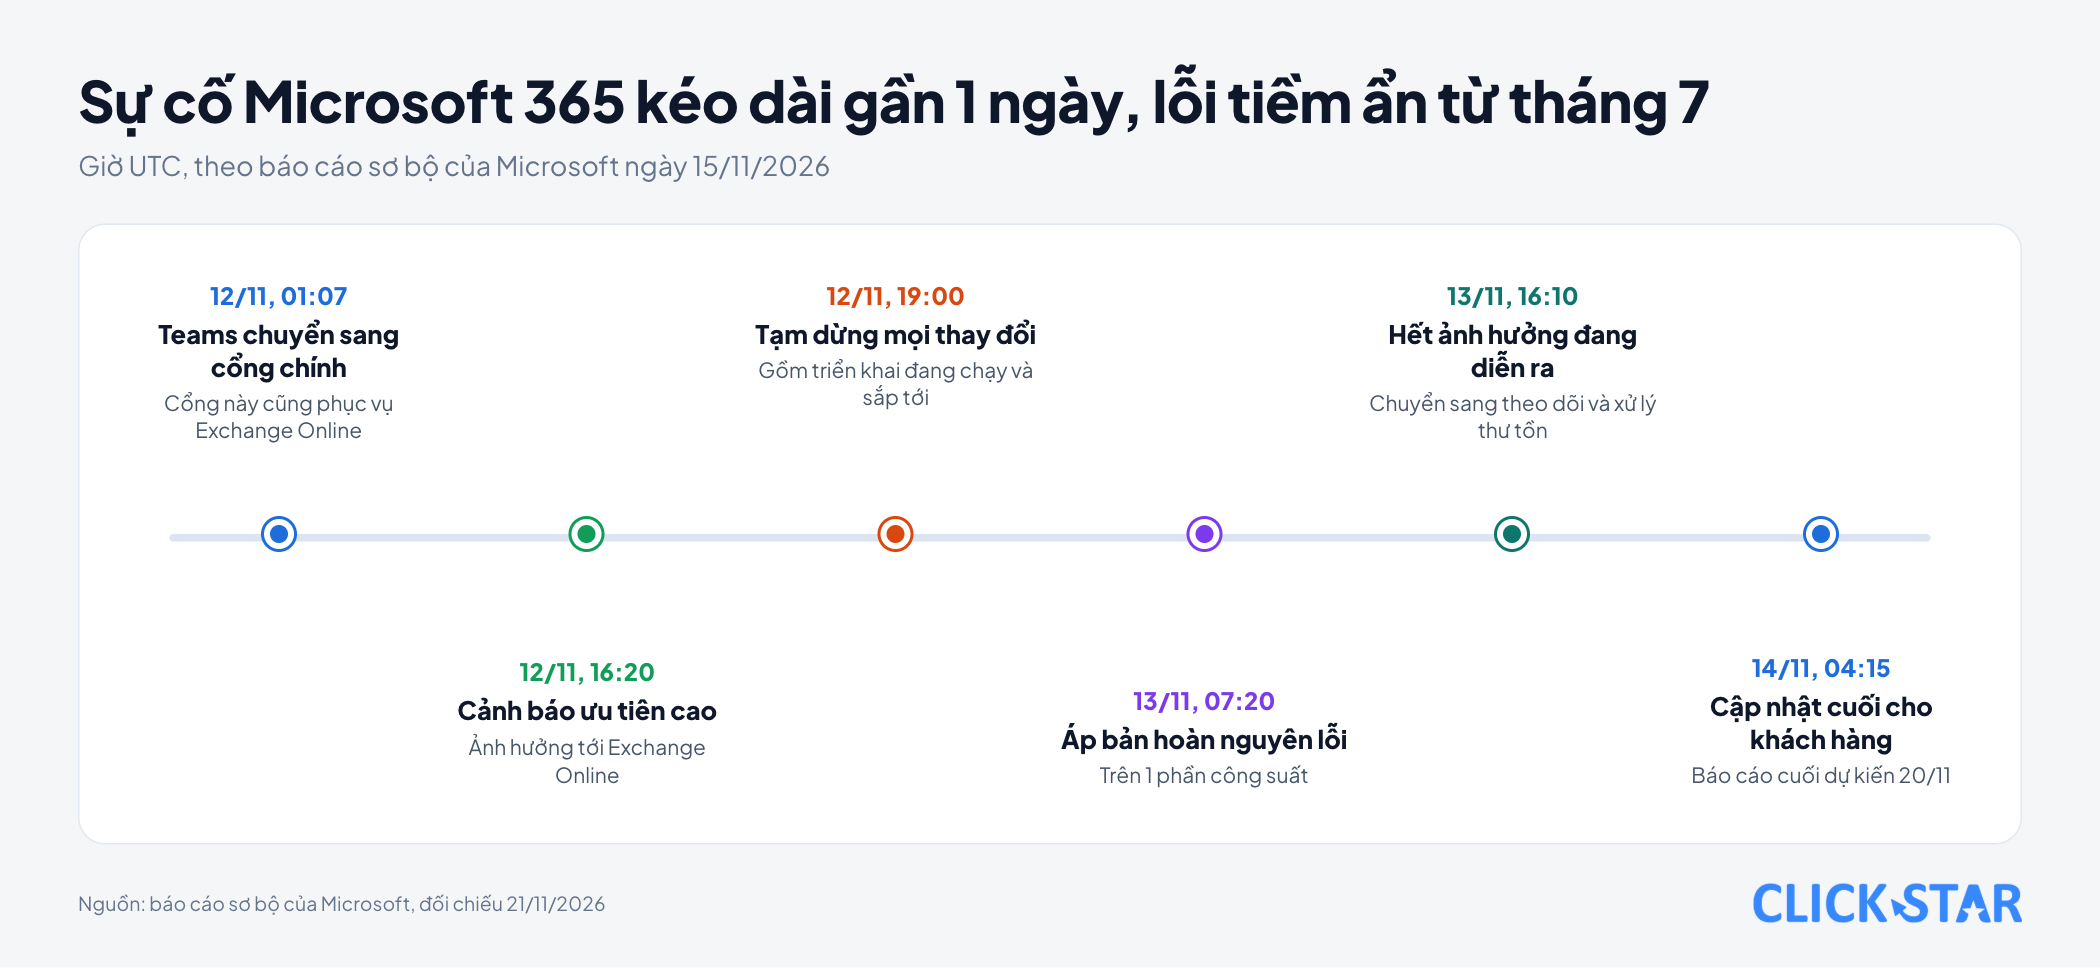 Sự cố Microsoft 365 kéo dài gần 1 ngày, lỗi tiềm ẩn từ tháng 7
Giờ UTC, theo báo cáo sơ bộ của Microsoft ngày 15/11/2026
12/11, 01:07
Teams chuyển sang
cổng chính
Cổng này cũng phục vụ
Exchange Online
12/11, 16:20
Cảnh báo ưu tiên cao
Ảnh hưởng tới Exchange
Online
12/11, 19:00
Tạm dừng mọi thay đổi
Gồm triển khai đang chạy và
sắp tới
13/11, 07:20
Áp bản hoàn nguyên lỗi
Trên 1 phần công suất
13/11, 16:10
Hết ảnh hưởng đang
diễn ra
Chuyển sang theo dõi và xử lý
thư tồn
14/11, 04:15
Cập nhật cuối cho
khách hàng
Báo cáo cuối dự kiến 20/11
Nguồn: báo cáo sơ bộ của Microsoft, đối chiếu 21/11/2026
CLICKSTAR